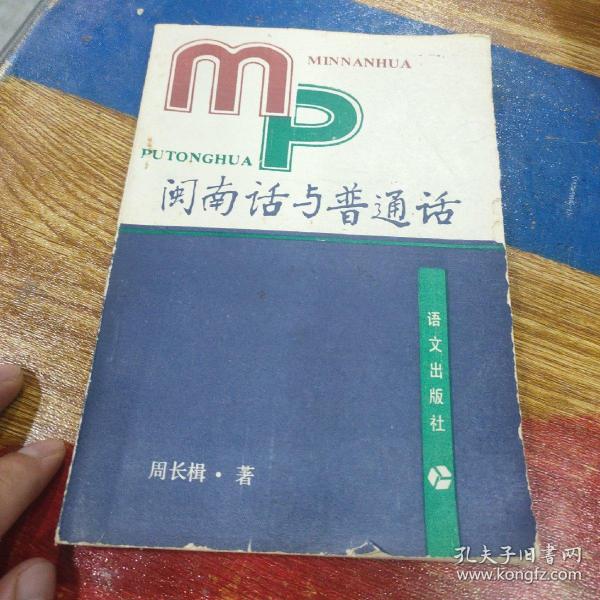 MP
MINNANHUA
PUTONGHUA
闽南话与普通话
语文出版社
周长楫·著
孔夫子旧书网
www.kongfz.com